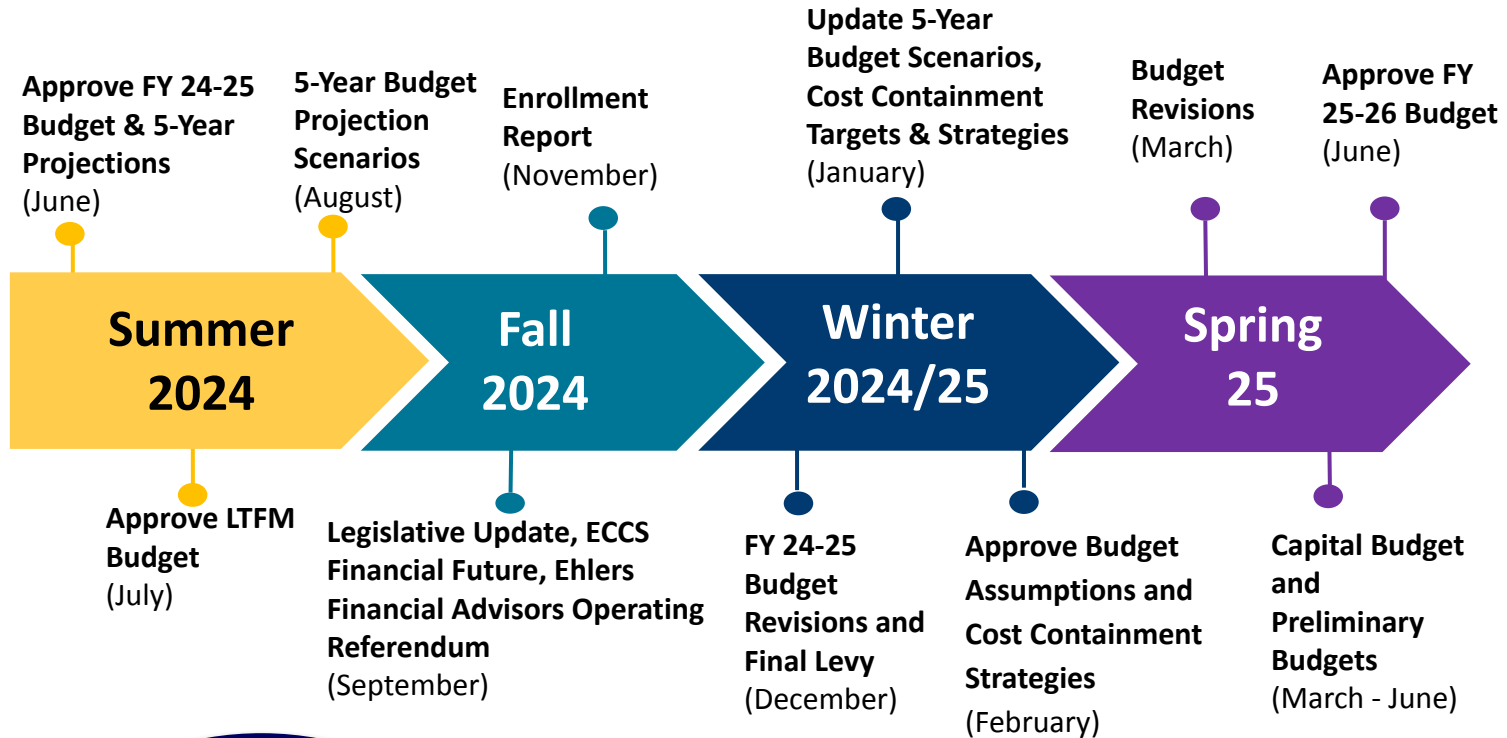 Approve FY 24-25
Budget & 5-Year
Projections
(June)
5-Year Budget
Projection
Scenarios
(August)
Enrollment
Report
(November)
Update 5-Year
Budget Scenarios,
Cost Containment
Targets & Strategies
(January)
Budget
Revisions
(March)
Approve FY
25-26 Budget
(June)
Summer
2024
Fall
2024
Winter
2024/25
Spring
25
Approve LTFM
Budget
(July)
Legislative Update, ECCS
Financial Future, Ehlers
Financial Advisors Operating
Referendum
(September)
FY 24-25
Budget
Revisions and
Final Levy
(December)
Approve Budget
Assumptions and
Cost Containment
Strategies
(February)
Capital Budget
and
Preliminary
Budgets
(March - June)